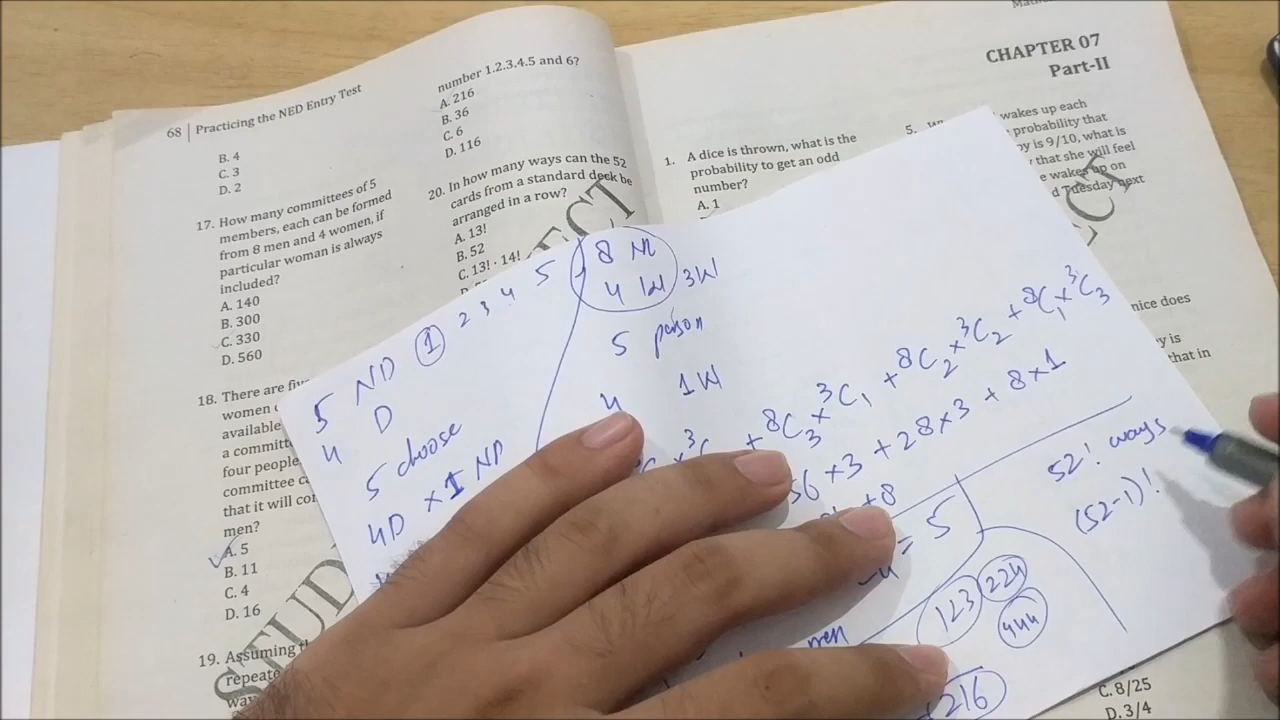 68 | Practicing the NED Entry Test
B. 4
C. 3
D. 2
17. How many committees of 5
members, each can be formed
from 8 men and 4 women, if
particular woman is always
included?
A. 140
B. 300
C. 330
D. 560
18. There are
women
available
a committ
four people
committee c
that it will co
men?
A. 5
B. 11
C. 4
D. 16
19. Assuming
repeate
way
number 1.2.3.4.5 and 6?
A. 216
B. 36
C. 6
D. 116
20. In how many ways can the 52
cards from a standard deck be
arranged in a row?
A. 13!
B. 52
C. 13! · 14!
CHAPTER 07
Part-II
1. A dice is thrown, what is the
probability to get an odd
number?
A. 1
5.
wakes up each
probability that
is 9/10, what is
that she will feel
wakes up on
Tuesday next
nice does
y is
that in
C. 8/25
D. 3/4
5 ND ① 2 3 4 5
4 D
5 choose
4D × 1 ND
8 M
4 W 3W
5 person
4 1W
+ ⁸C₃×³C₁ + ⁸C₂×³C₂ + ⁸C₁×³C₃
56×3 + 28×3 + 8×1
+8
= 5
52! ways
(52-1)!
123 224
444
men
216